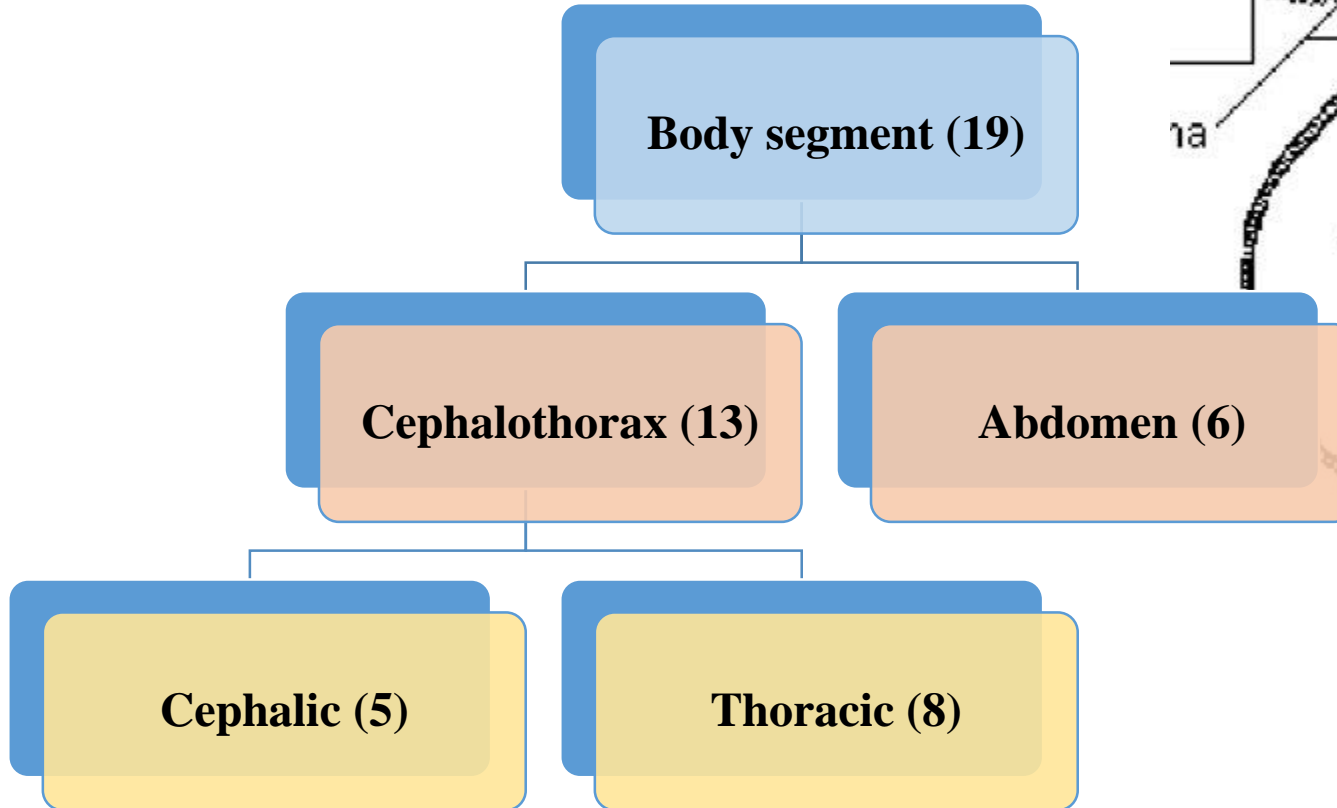 Body segment (19)
Cephalothorax (13)
Abdomen (6)
Cephalic (5)
Thoracic (8)